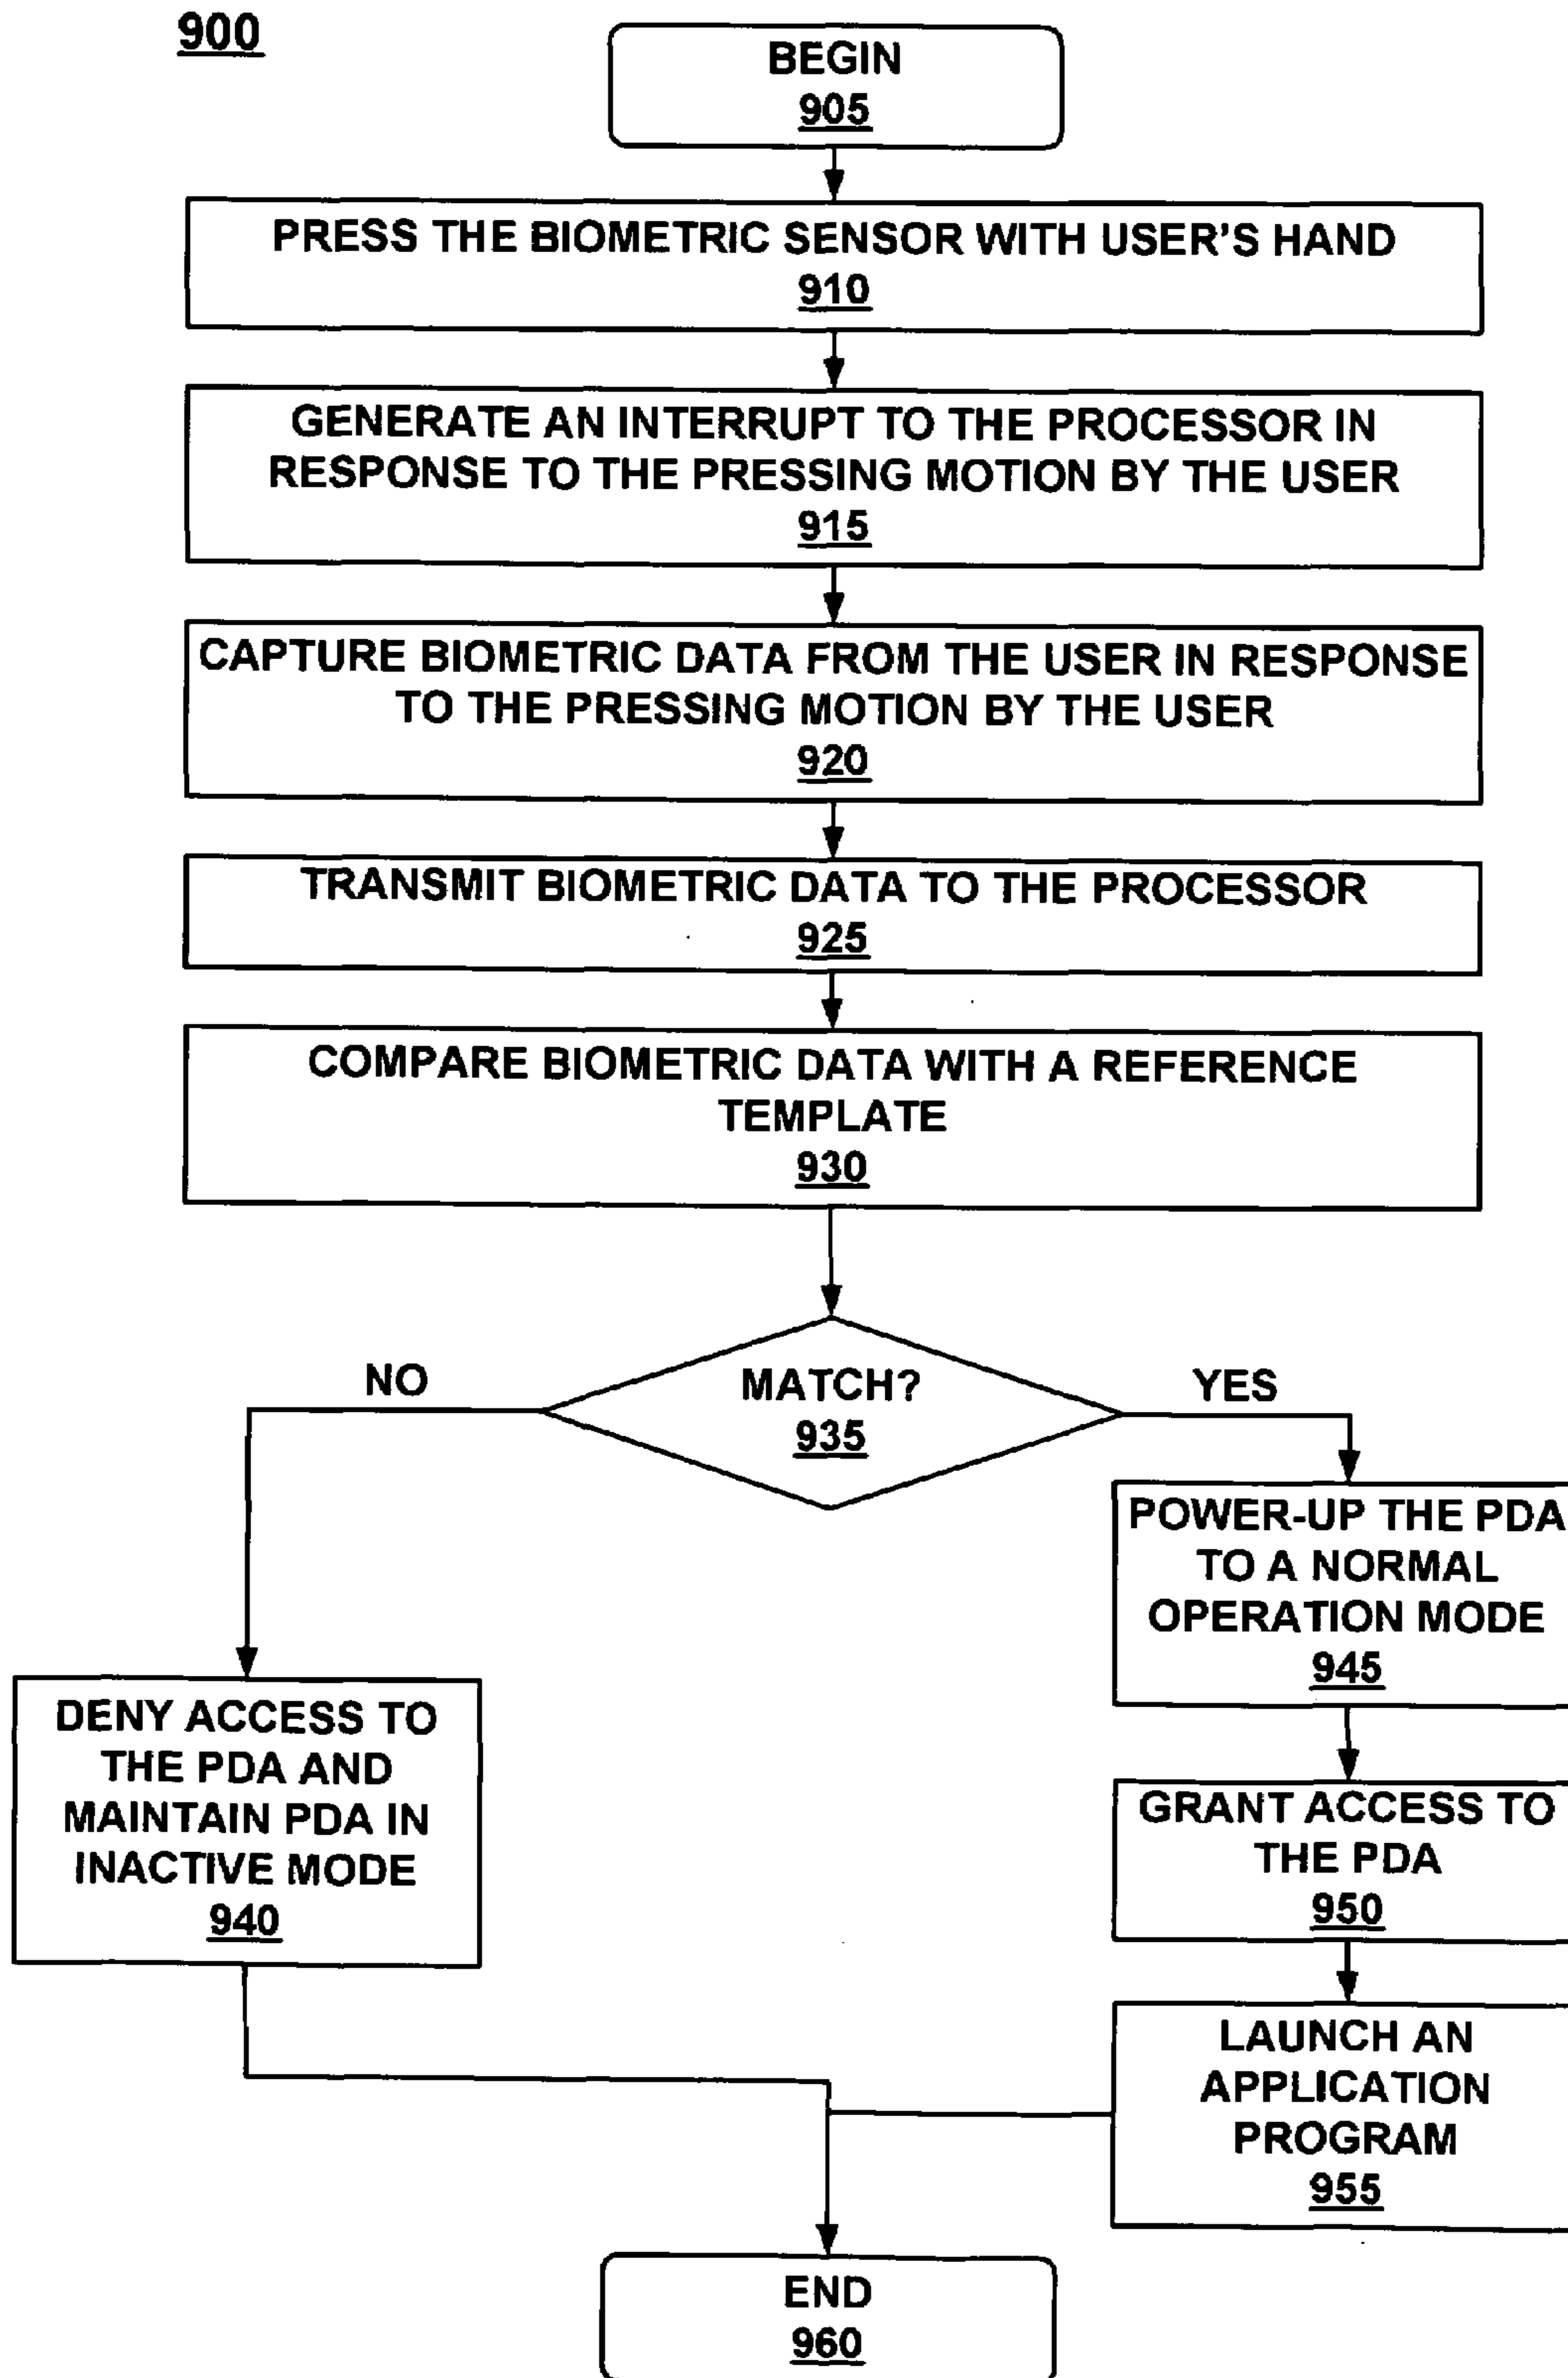 900
BEGIN
905
PRESS THE BIOMETRIC SENSOR WITH USER'S HAND
910
GENERATE AN INTERRUPT TO THE PROCESSOR IN
RESPONSE TO THE PRESSING MOTION BY THE USER
915
CAPTURE BIOMETRIC DATA FROM THE USER IN RESPONSE
TO THE PRESSING MOTION BY THE USER
920
TRANSMIT BIOMETRIC DATA TO THE PROCESSOR
925
COMPARE BIOMETRIC DATA WITH A REFERENCE
TEMPLATE
930
MATCH?
935
NO
YES
POWER-UP THE PDA
TO A NORMAL
OPERATION MODE
945
DENY ACCESS TO
THE PDA AND
MAINTAIN PDA IN
INACTIVE MODE
940
GRANT ACCESS TO
THE PDA
950
LAUNCH AN
APPLICATION
PROGRAM
955
END
960